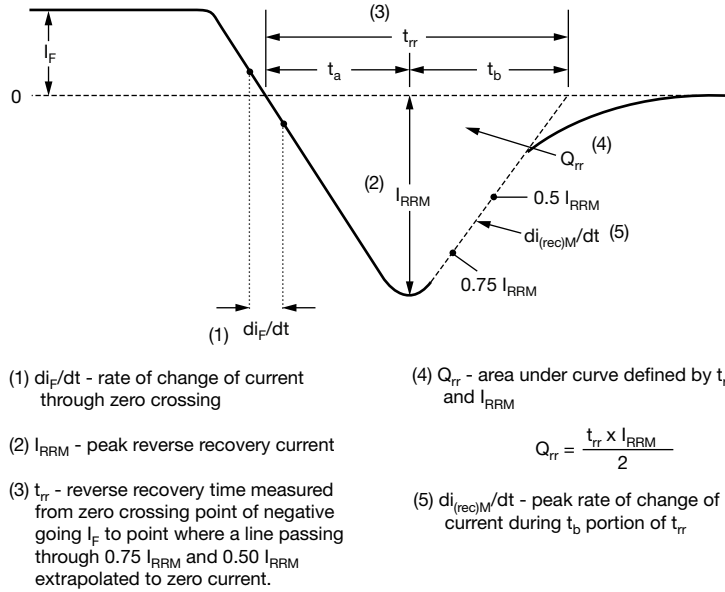 (3)
t_rr
I_F
t_a
t_b
0
(2)
I_RRM
Q_rr (4)
0.5 I_RRM
di_(rec)M/dt (5)
0.75 I_RRM
(1) di_F/dt
(1) di_F/dt - rate of change of current
through zero crossing
(2) I_RRM - peak reverse recovery current
(3) t_rr - reverse recovery time measured
from zero crossing point of negative
going I_F to point where a line passing
through 0.75 I_RRM and 0.50 I_RRM
extrapolated to zero current.
(4) Q_rr - area under curve defined by t_r
and I_RRM
Q_rr = t_rr x I_RRM
2
(5) di_(rec)M/dt - peak rate of change of
current during t_b portion of t_rr